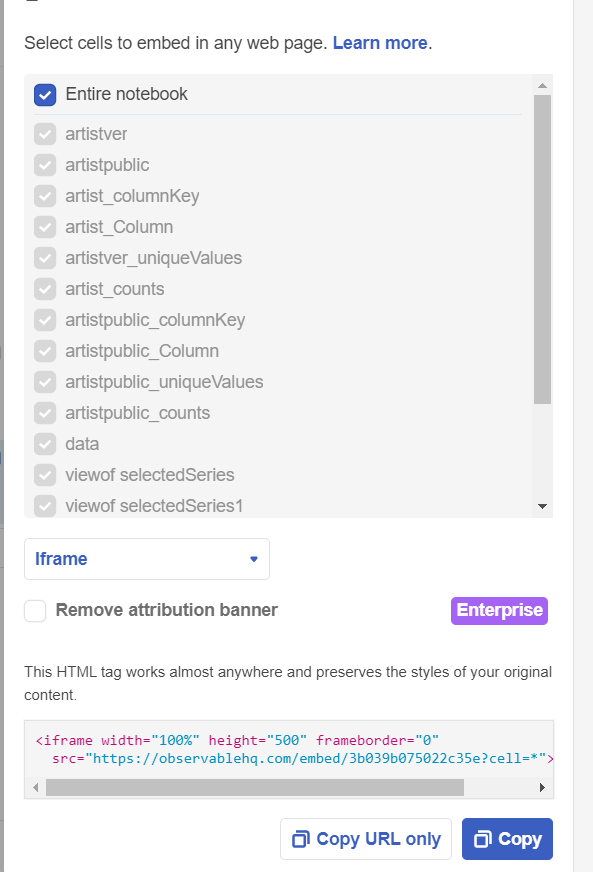 Select cells to embed in any web page. Learn more.
Entire notebook
artistver
artistpublic
artist_columnKey
artist_Column
artistver_uniqueValues
artist_counts
artistpublic_columnKey
artistpublic_Column
artistpublic_uniqueValues
artistpublic_counts
data
viewof selectedSeries
viewof selectedSeries1
Iframe
Remove attribution banner Enterprise
This HTML tag works almost anywhere and preserves the styles of your original
content.
<iframe width="100%" height="500" frameborder="0"
src="https://observablehq.com/embed/3b039b075022c35e?cell=*">
Copy URL only Copy